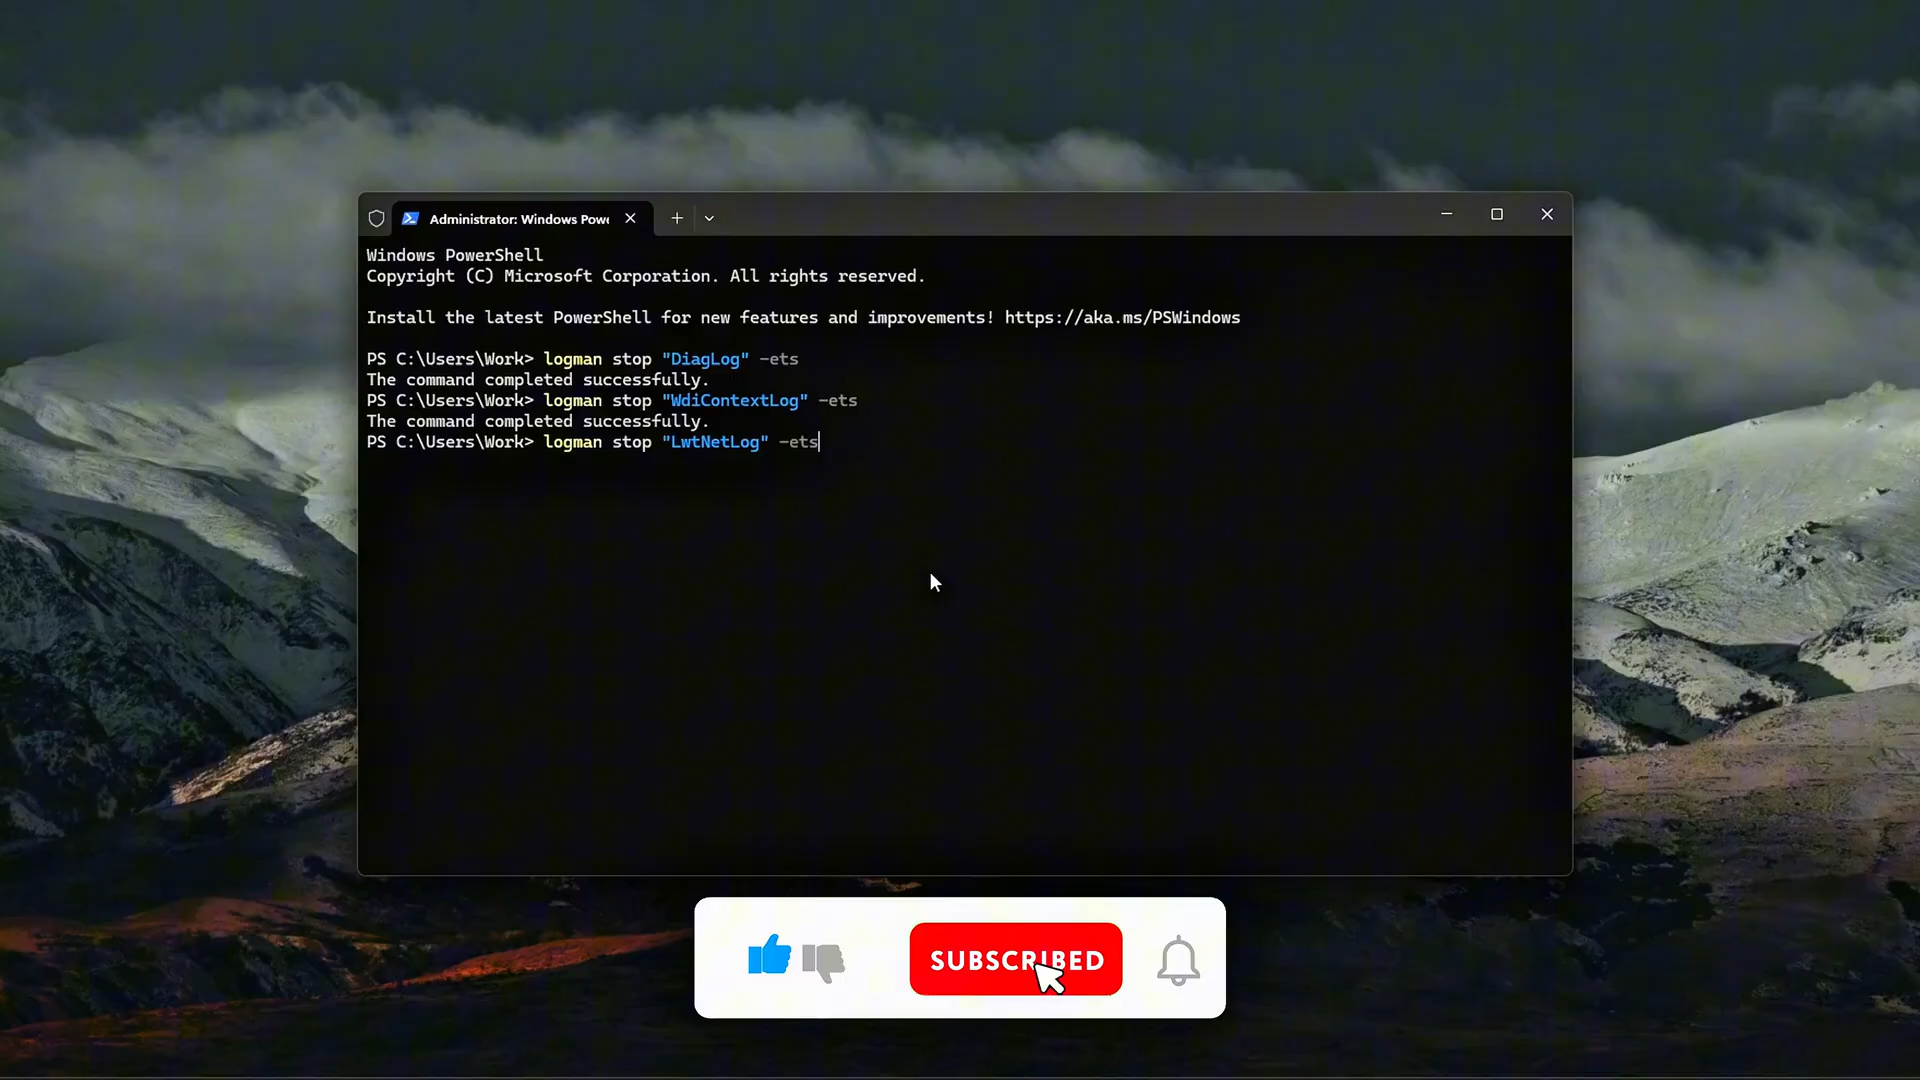 Administrator: Windows Powe
Windows PowerShell
Copyright (C) Microsoft Corporation. All rights reserved.
Install the latest PowerShell for new features and improvements! https://aka.ms/PSWindows
PS C:\Users\Work> logman stop "DiagLog" -ets
The command completed successfully.
PS C:\Users\Work> logman stop "WdiContextLog" -ets
The command completed successfully.
PS C:\Users\Work> logman stop "LwtNetLog" -ets
SUBSCRIBED